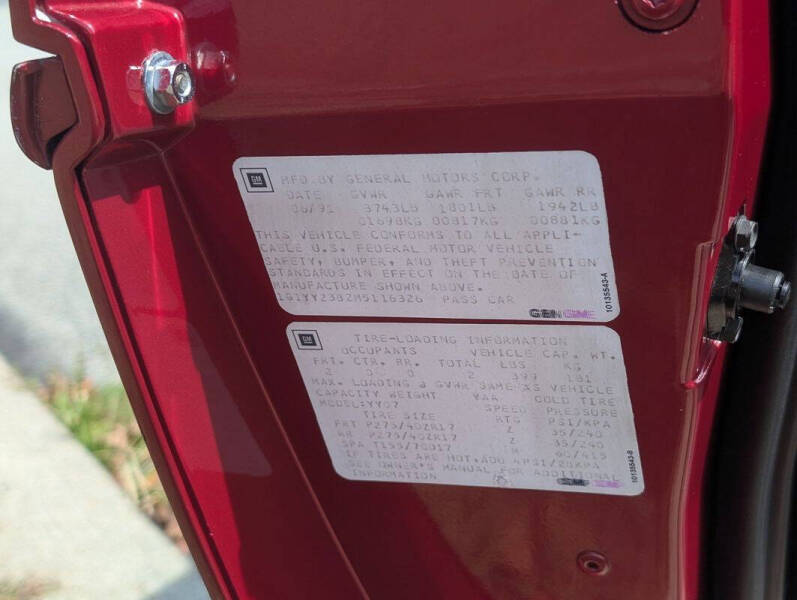 GM
MFD.BY GENERAL MOTORS CORP.
DATE GVWR GAWR FRT GAWR RR
06/91 3743LB 1801LB 1942LB
01698KG 00817KG 00881KG
THIS VEHICLE CONFORMS TO ALL APPLI-
CABLE U.S. FEDERAL MOTOR VEHICLE
SAFETY, BUMPER, AND THEFT PREVENTION
STANDARDS IN EFFECT ON THE DATE OF
MANUFACTURE SHOWN ABOVE.
1G1YY2382M5116326 PASS CAR
GEN GME
10135543-A
GM
TIRE-LOADING INFORMATION
OCCUPANTS VEHICLE CAP. WT.
FRT. CTR. RR. TOTAL LBS KG
2 0 0 2 399 181
MAX. LOADING & GVWR SAME AS VEHICLE
CAPACITY WEIGHT VAA COLD TIRE
MODEL:YY07 SPEED PRESSURE
TIRE SIZE RTG PSI/KPA
FRT P275/40ZR17 Z 35/240
RR P275/40ZR17 Z 35/240
SPA T155/70D17 M 60/415
IF TIRES ARE HOT,ADD 4PSI/28KPA
SEE OWNER'S MANUAL FOR ADDITIONAL
INFORMATION
10135543-B